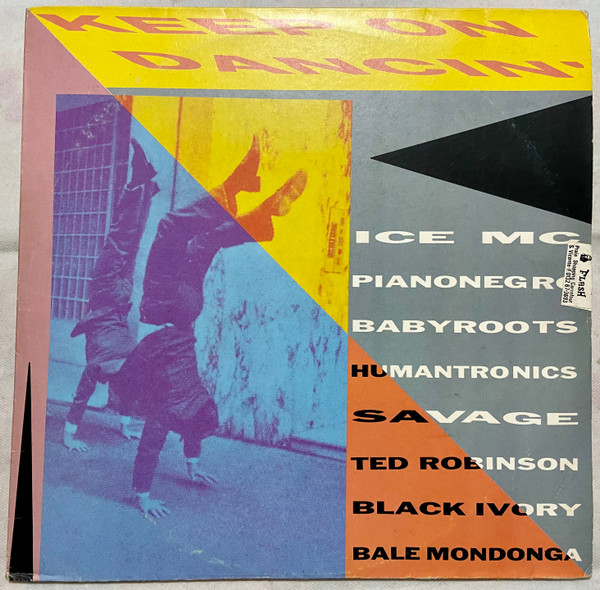 KEEP ON
DANCIN'
ICE MC
PIANONEGRO
FLASH
BABYROOTS
HUMANTRONICS
SAVAGE
TED ROBINSON
BLACK IVORY
BALE MONDONGA